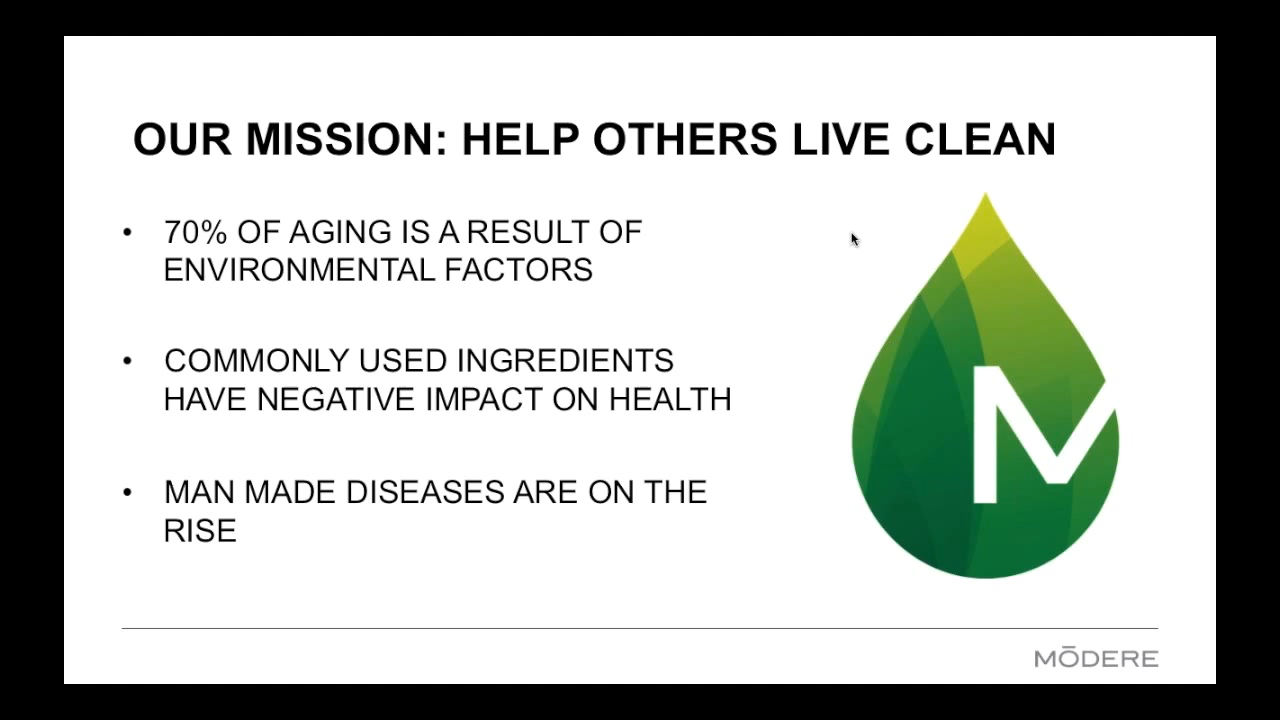 OUR MISSION: HELP OTHERS LIVE CLEAN
• 70% OF AGING IS A RESULT OF
ENVIRONMENTAL FACTORS
• COMMONLY USED INGREDIENTS
HAVE NEGATIVE IMPACT ON HEALTH
• MAN MADE DISEASES ARE ON THE
RISE
M
MŌDERE